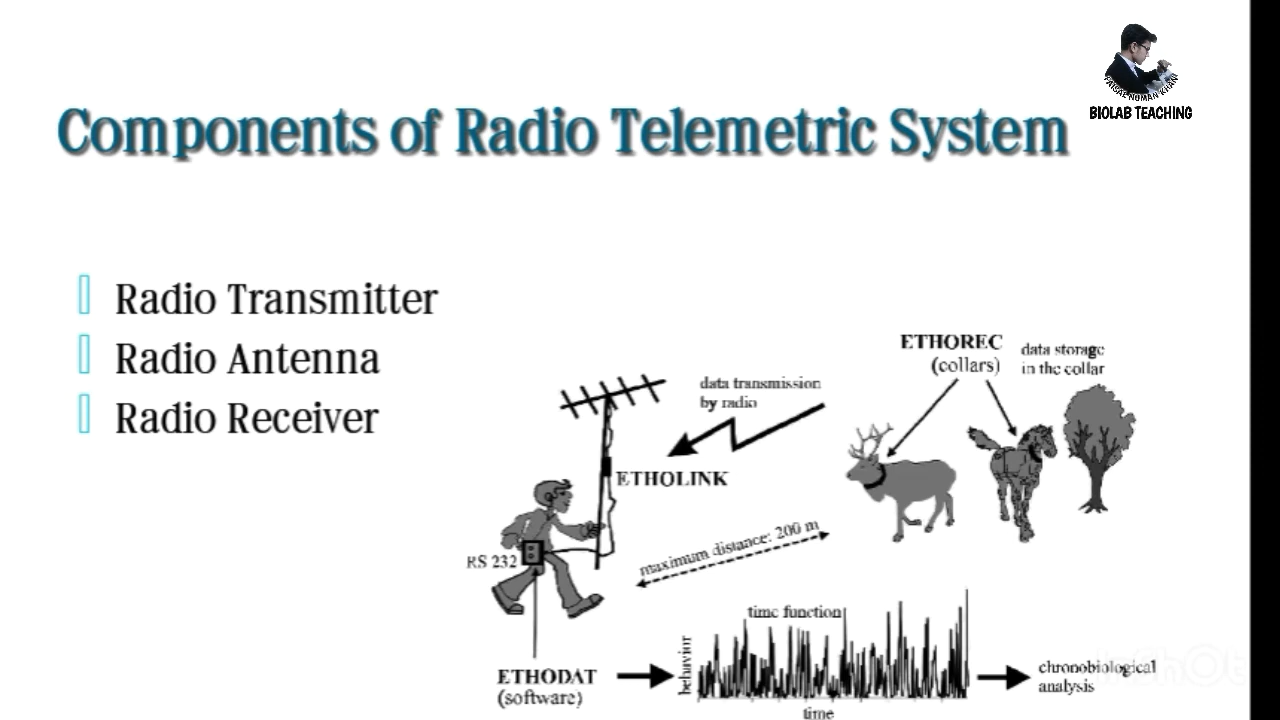 BIOLAB TEACHING
Components of Radio Telemetric System
Radio Transmitter
Radio Antenna
Radio Receiver
ETHOREC
(collars)
data storage
in the collar
data transmission
by radio
ETHOLINK
RS 232
maximum distance: 200 m
ETHODAT
(software)
behavior
time function
time
chronobiological
analysis